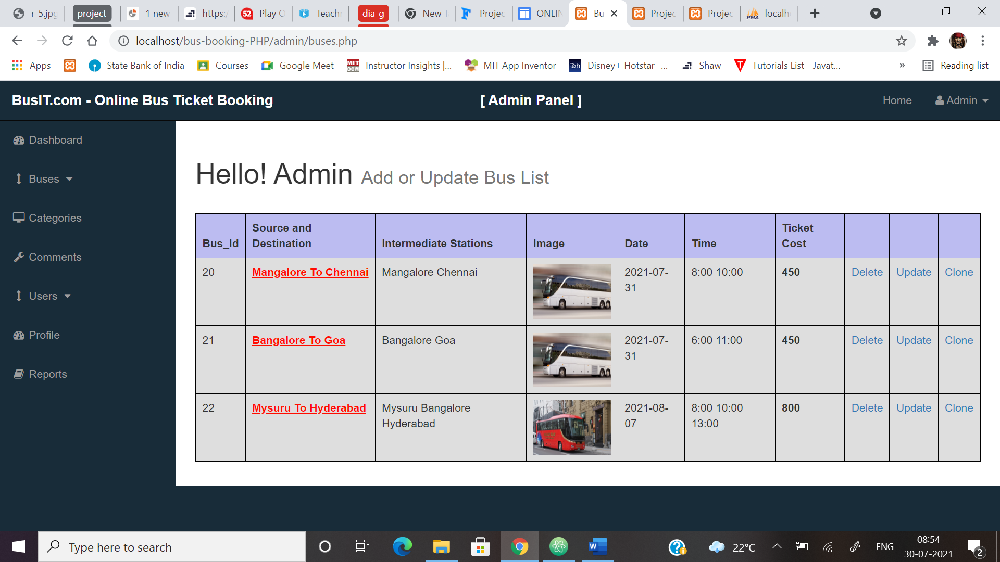 r-5.jpg
project
1 new
https:/
Play O
Teachn
dia-g
New T
Projec
ONLIN
Bu
Projec
Projec
PMA
localh
localhost/bus-booking-PHP/admin/buses.php
Apps
State Bank of India
Courses
Google Meet
MIT OCW
Instructor Insights |...
MIT App Inventor
Disney+ Hotstar -...
Shaw
Tutorials List - Javat...
»
Reading list
BusIT.com - Online Bus Ticket Booking
[ Admin Panel ]
Home
Admin
Dashboard
Buses
Categories
Comments
Users
Profile
Reports
Hello! Admin Add or Update Bus List
Bus_Id
Source and
Destination
Intermediate Stations
Image
Date
Time
Ticket
Cost
20
Mangalore To Chennai
Mangalore Chennai
2021-07-
31
8:00 10:00
450
Delete
Update
Clone
21
Bangalore To Goa
Bangalore Goa
2021-07-
31
6:00 11:00
450
Delete
Update
Clone
22
Mysuru To Hyderabad
Mysuru Bangalore
Hyderabad
2021-08-
07
8:00 10:00
13:00
800
Delete
Update
Clone
Type here to search
22°C
ENG
08:54
30-07-2021
2